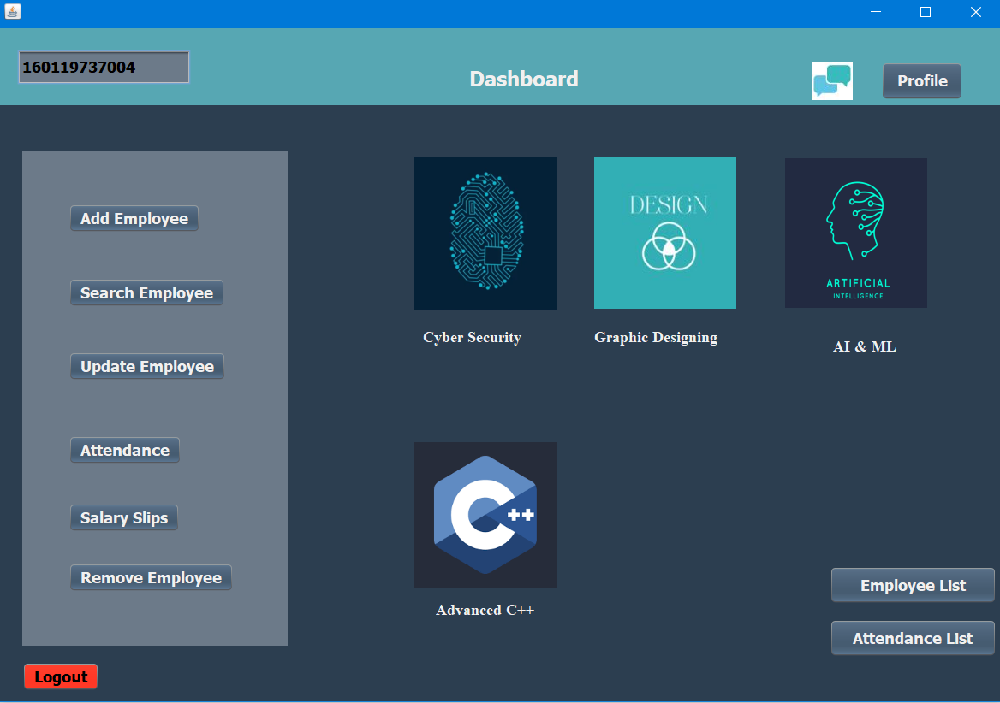 160119737004
Dashboard
Profile
Add Employee
Search Employee
Update Employee
Attendance
Salary Slips
Remove Employee
Logout
DESIGN
ARTIFICIAL
INTELLIGENCE
Cyber Security
Graphic Designing
AI & ML
C++
Advanced C++
Employee List
Attendance List